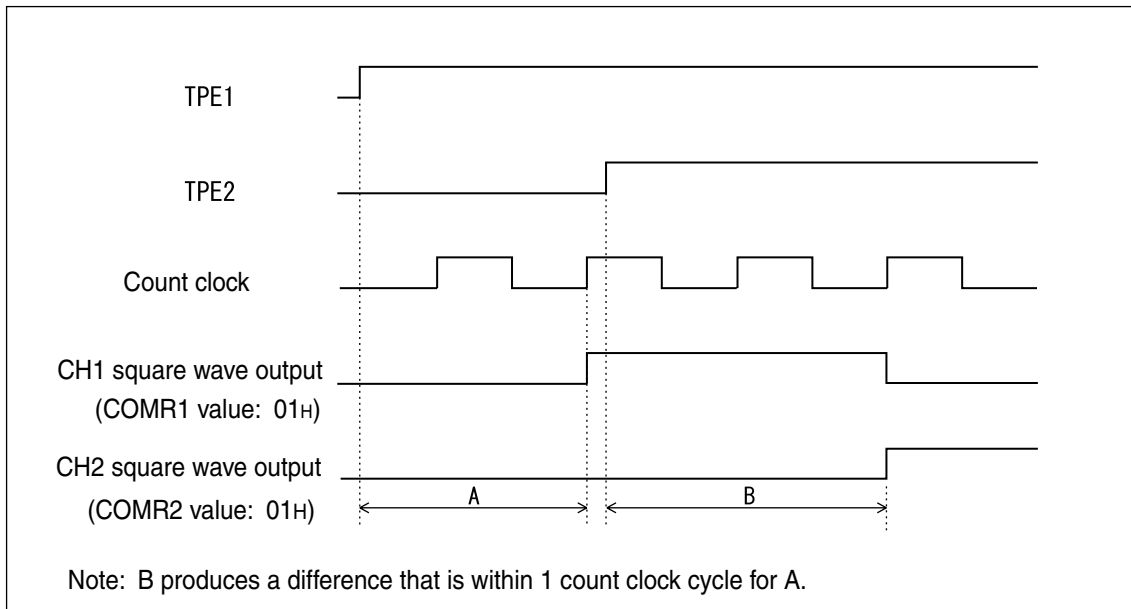 TPE1
TPE2
Count clock
CH1 square wave output
(COMR1 value: 01H)
CH2 square wave output
(COMR2 value: 01H)
A
B
Note: B produces a difference that is within 1 count clock cycle for A.